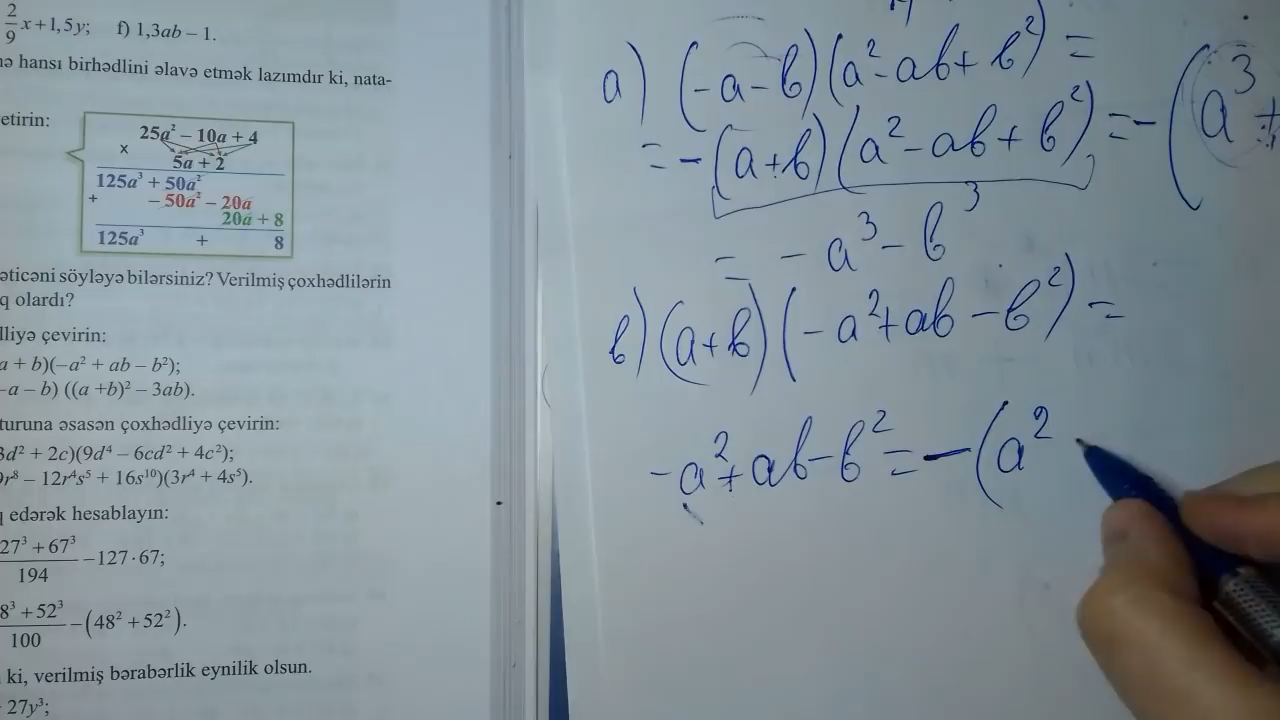 2/9 x + 1,5y; f) 1,3ab – 1.
hansı birhədlini əlavə etmək lazımdır ki, nata-
etirin:
25a² – 10a + 4
x
5a + 2
125a³ + 50a²
+ – 50a² – 20a
20a + 8
125a³ + 8
əticəni söyləyə bilərsiniz? Verilmiş çoxhədlilərin
q olardı?
lliyə çevirin:
a + b)(–a² + ab – b²);
–a – b) ((a +b)² – 3ab).
turuna əsasən çoxhədliyə çevirin:
3d² + 2c)(9d⁴ – 6cd² + 4c²);
9r⁸ – 12r⁴s⁵ + 16s¹⁰)(3r⁴ + 4s⁵).
q edərək hesablayın:
27³ + 67³ / 194 – 127 · 67;
8³ + 52³ / 100 – (48² + 52²).
ki, verilmiş bərabərlik eynilik olsun.
27y³;
a) (-a-b)(a²-ab+b²) =
= -(a+b)(a²-ab+b²) = -(a³+
= -a³-b³
b) (a+b)(-a²+ab-b²) =
-a²+ab-b² = -(a²